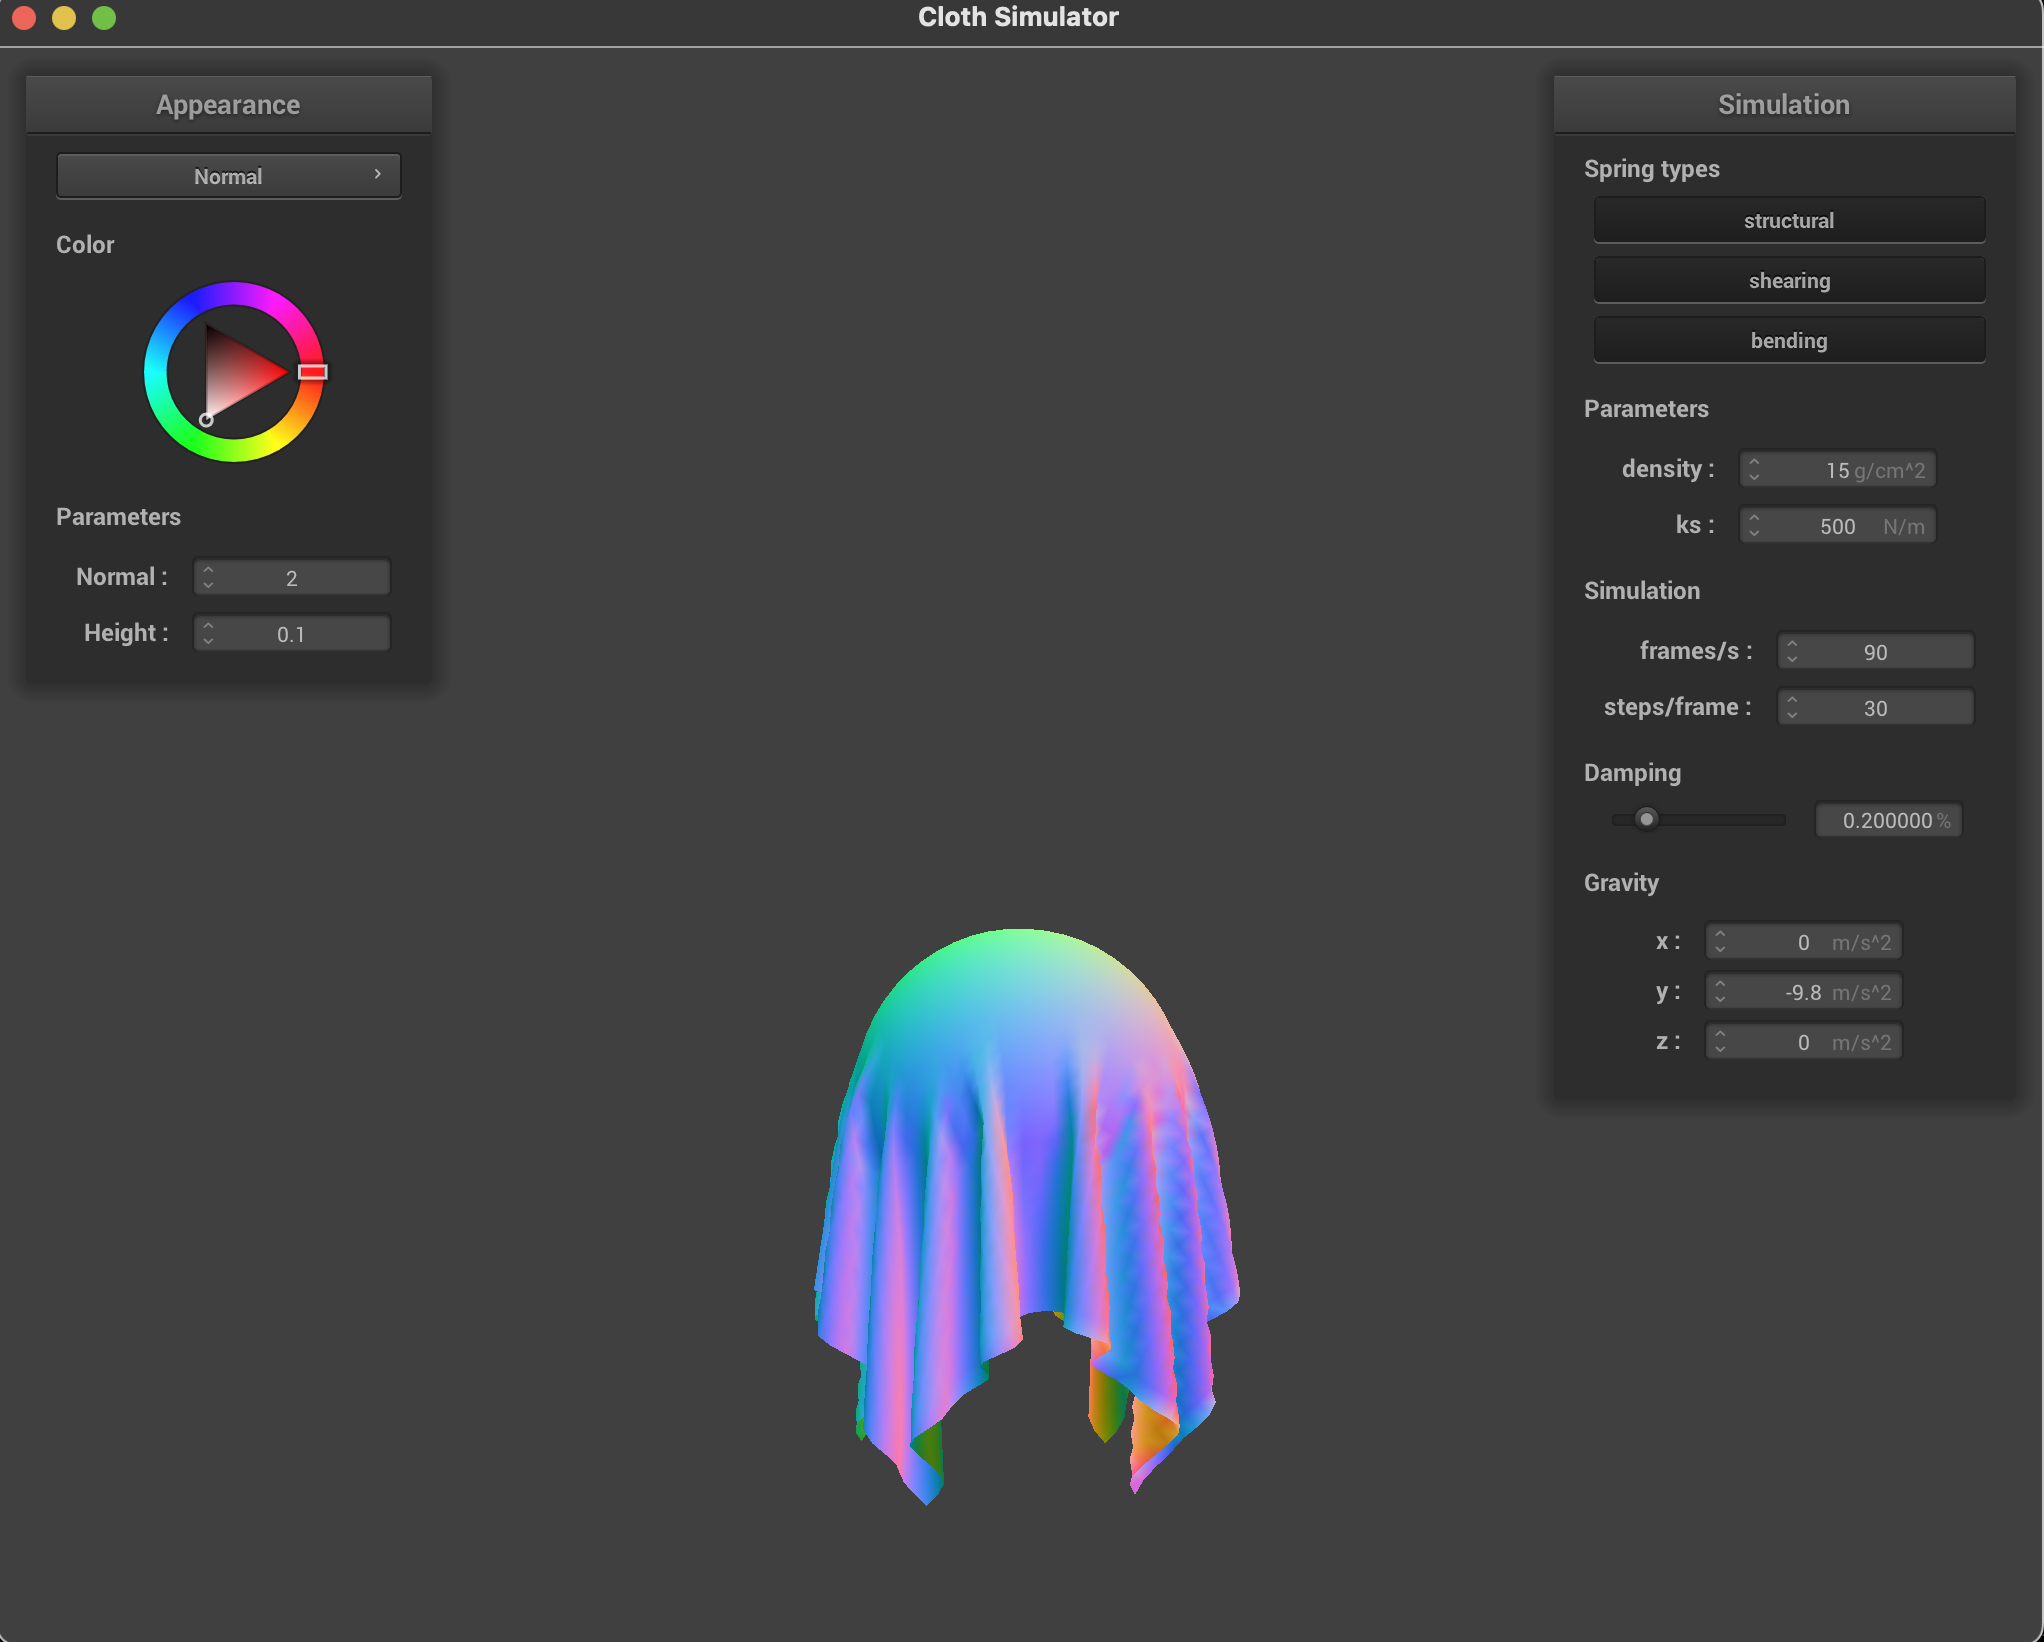 Cloth Simulator
Appearance
Normal
Color
Parameters
Normal : 2
Height : 0.1
Simulation
Spring types
structural
shearing
bending
Parameters
density : 15 g/cm^2
ks : 500 N/m
Simulation
frames/s : 90
steps/frame : 30
Damping
0.200000 %
Gravity
x : 0 m/s^2
y : -9.8 m/s^2
z : 0 m/s^2